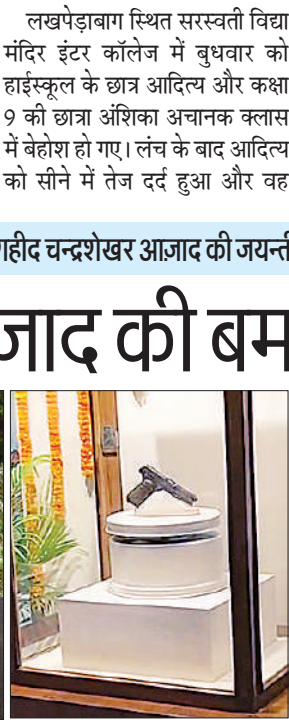 लखपेड़ाबाग स्थित सरस्वती विद्या
मंदिर इंटर कॉलेज में बुधवार को
हाईस्कूल के छात्र आदित्य और कक्षा
9 की छात्रा अंशिका अचानक क्लास
में बेहोश हो गए। लंच के बाद आदित्य
को सीने में तेज दर्द हुआ और वह
शहीद चन्द्रशेखर आज़ाद की जयन्ती
जाद की बम